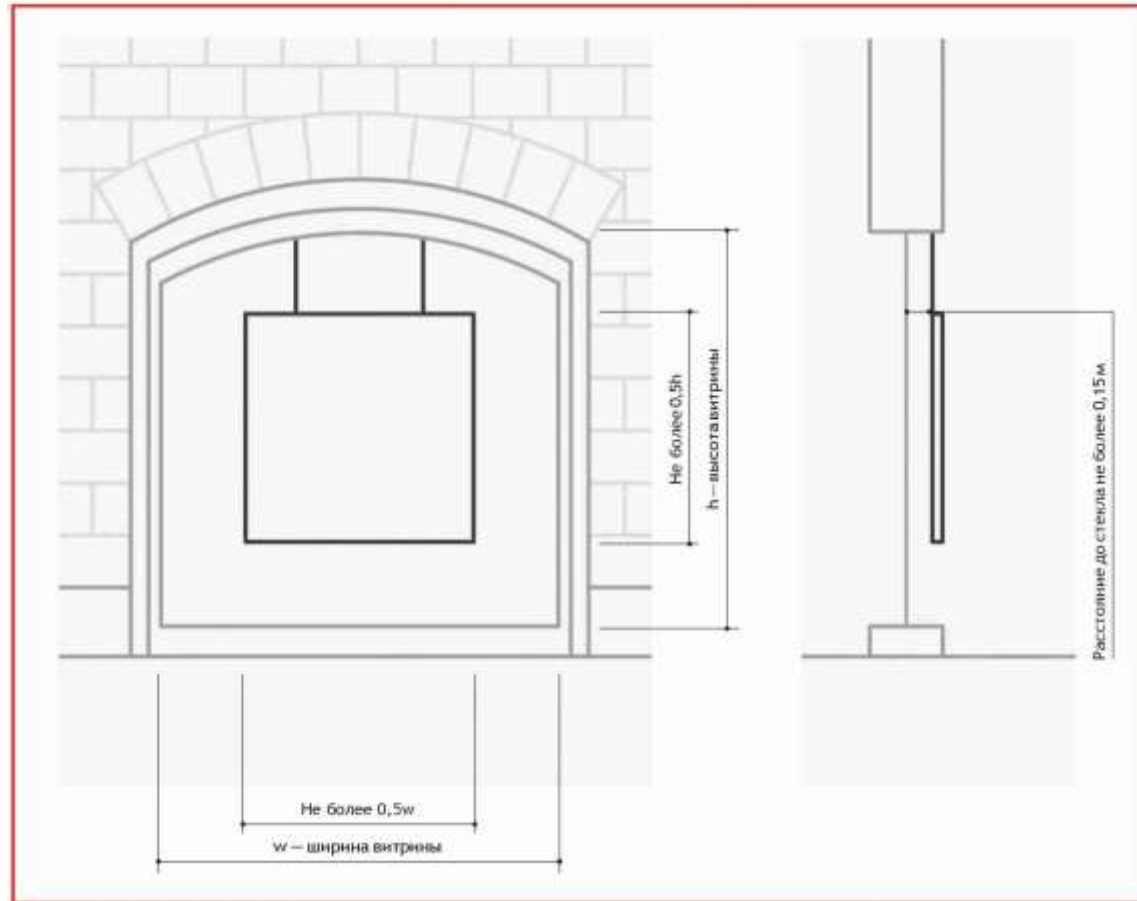 Не более 0,5h
h — высота витрины
Расстояние до стекла не более 0,15 м
Не более 0,5w
w — ширина витрины